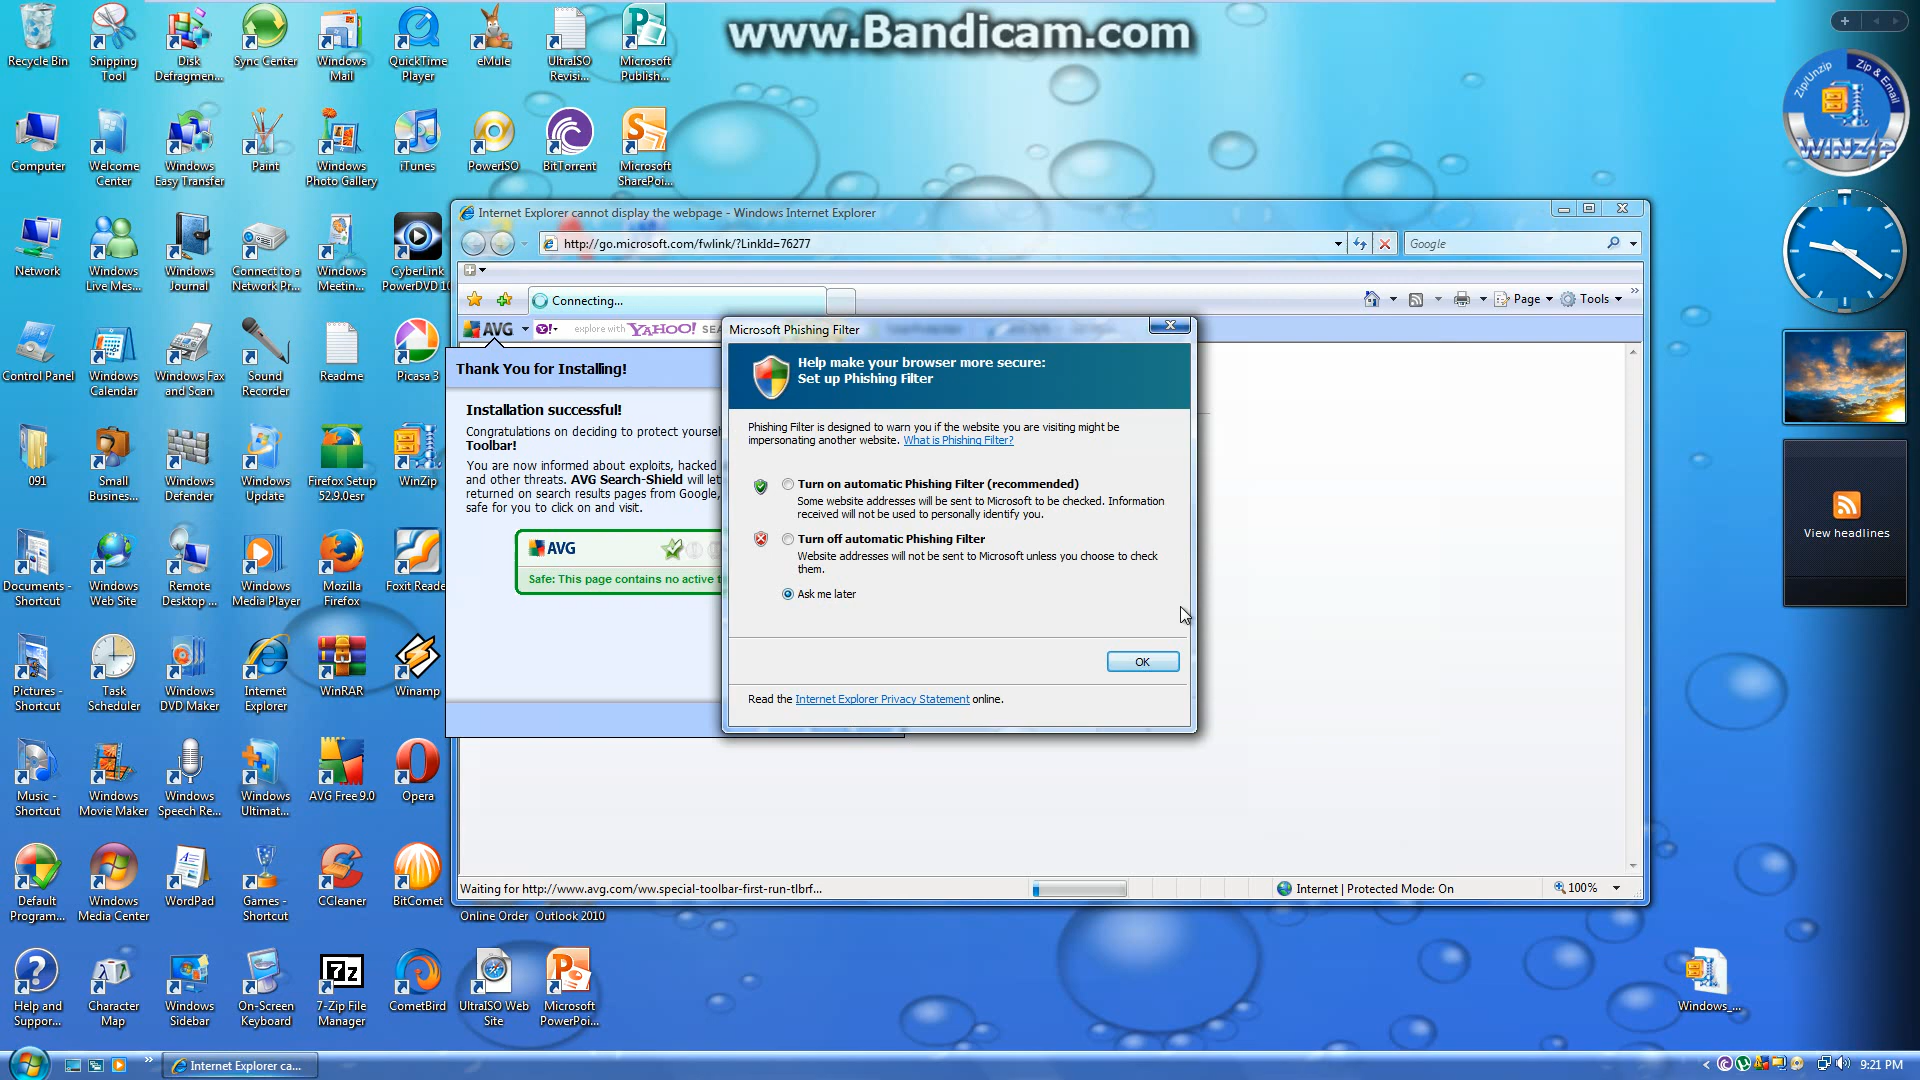 www.Bandicam.com
Recycle Bin
Snipping
Tool
Disk
Defragmen...
Sync Center
Windows
Mail
QuickTime
Player
eMule
UltraISO
Revisi...
Microsoft
Publish...
Computer
Welcome
Center
Windows
Easy Transfer
Paint
Windows
Photo Gallery
iTunes
PowerISO
BitTorrent
Microsoft
SharePoi...
Zip/Unzip
Zip & Email
WINZIP
Network
Windows
Live Mes...
Windows
Journal
Connect to a
Network Pr...
Windows
Meetin...
CyberLink
PowerDVD 10
Control Panel
Windows
Calendar
Windows Fax
and Scan
Sound
Recorder
Readme
Picasa 3
091
Small
Business...
Windows
Defender
Windows
Update
Firefox Setup
52.9.0esr
WinZip
Documents -
Shortcut
Windows
Web Site
Remote
Desktop ...
Windows
Media Player
Mozilla
Firefox
Foxit Reade
Pictures -
Shortcut
Task
Scheduler
Windows
DVD Maker
Internet
Explorer
WinRAR
Winamp
Music -
Shortcut
Windows
Movie Maker
Windows
Speech Re...
Windows
Ultimat...
AVG Free 9.0
Opera
Default
Program...
Windows
Media Center
WordPad
Games -
Shortcut
CCleaner
BitComet
Online Order
Outlook 2010
Help and
Suppor...
Character
Map
Windows
Sidebar
On-Screen
Keyboard
7z
7-Zip File
Manager
CometBird
UltraISO Web
Site
Microsoft
PowerPoi...
Windows_...
Internet Explorer cannot display the webpage - Windows Internet Explorer
http://go.microsoft.com/fwlink/?LinkId=76277
Google
Connecting...
Page
Tools
AVG
Y!
explore with YAHOO! SEA
Thank You for Installing!
Installation successful!
Congratulations on deciding to protect yourse
Toolbar!
You are now informed about exploits, hacked
and other threats. AVG Search-Shield will let
returned on search results pages from Google,
safe for you to click on and visit.
AVG
Safe: This page contains no active t
Microsoft Phishing Filter
Help make your browser more secure:
Set up Phishing Filter
Phishing Filter is designed to warn you if the website you are visiting might be
impersonating another website. What is Phishing Filter?
Turn on automatic Phishing Filter (recommended)
Some website addresses will be sent to Microsoft to be checked. Information
received will not be used to personally identify you.
Turn off automatic Phishing Filter
Website addresses will not be sent to Microsoft unless you choose to check
them.
Ask me later
OK
Read the Internet Explorer Privacy Statement online.
Waiting for http://www.avg.com/ww.special-toolbar-first-run-tlbrf...
Internet | Protected Mode: On
100%
View headlines
Internet Explorer ca...
9:21 PM